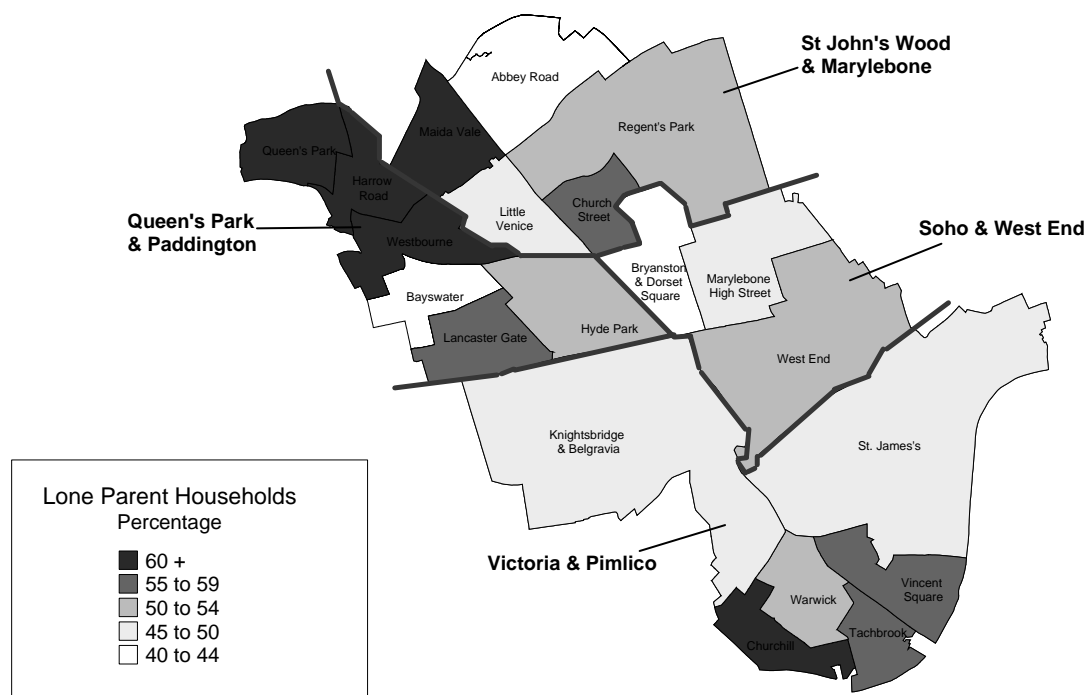 St John's Wood
& Marylebone
Abbey Road
Maida Vale
Regent's Park
Queen's Park
Harrow
Road
Church
Street
Little
Venice
Queen's Park
& Paddington
Westbourne
Soho & West End
Bryanston
& Dorset
Square
Marylebone
High Street
Bayswater
Hyde Park
Lancaster Gate
West End
Knightsbridge
& Belgravia
St. James's
Lone Parent Households
Percentage
60 +
55 to 59
50 to 54
45 to 50
40 to 44
Victoria & Pimlico
Vincent
Square
Warwick
Tachbrook
Churchill